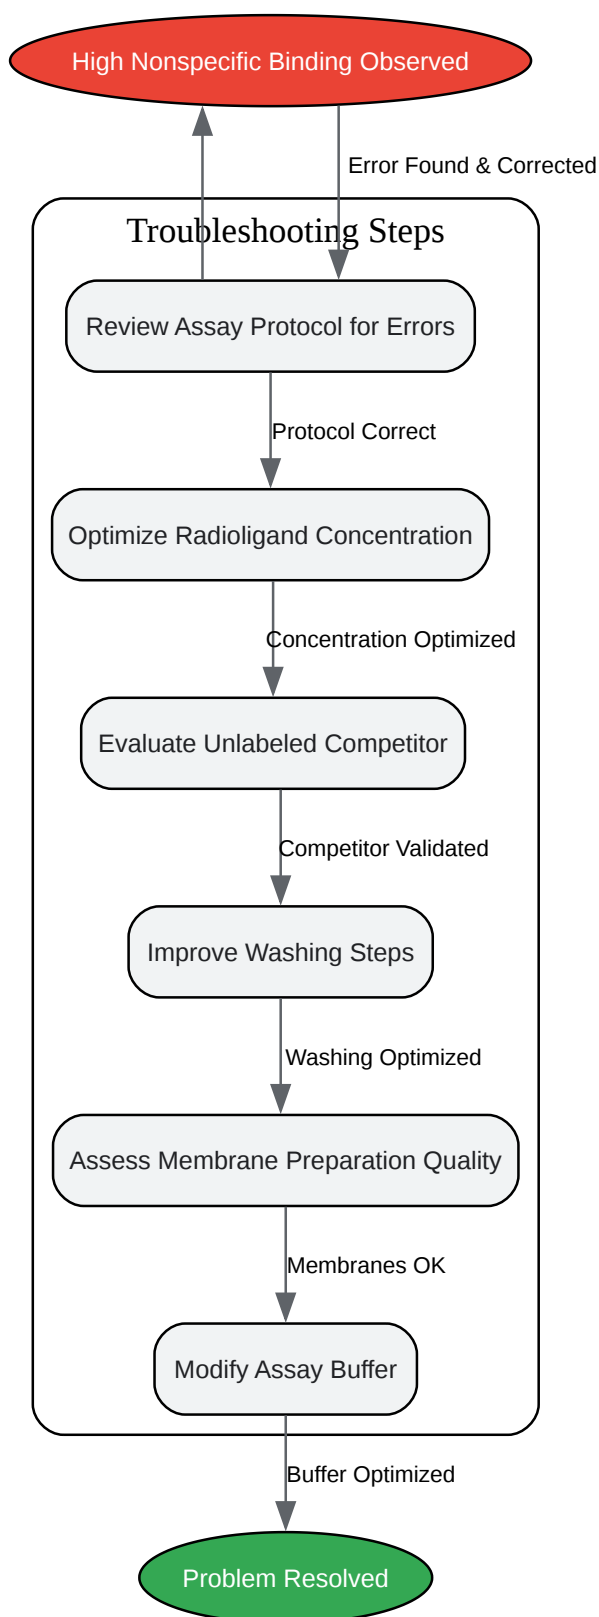 High Nonspecific Binding Observed
Error Found & Corrected
Troubleshooting Steps
Review Assay Protocol for Errors
Protocol Correct
Optimize Radioligand Concentration
Concentration Optimized
Evaluate Unlabeled Competitor
Competitor Validated
Improve Washing Steps
Washing Optimized
Assess Membrane Preparation Quality
Membranes OK
Modify Assay Buffer
Buffer Optimized
Problem Resolved